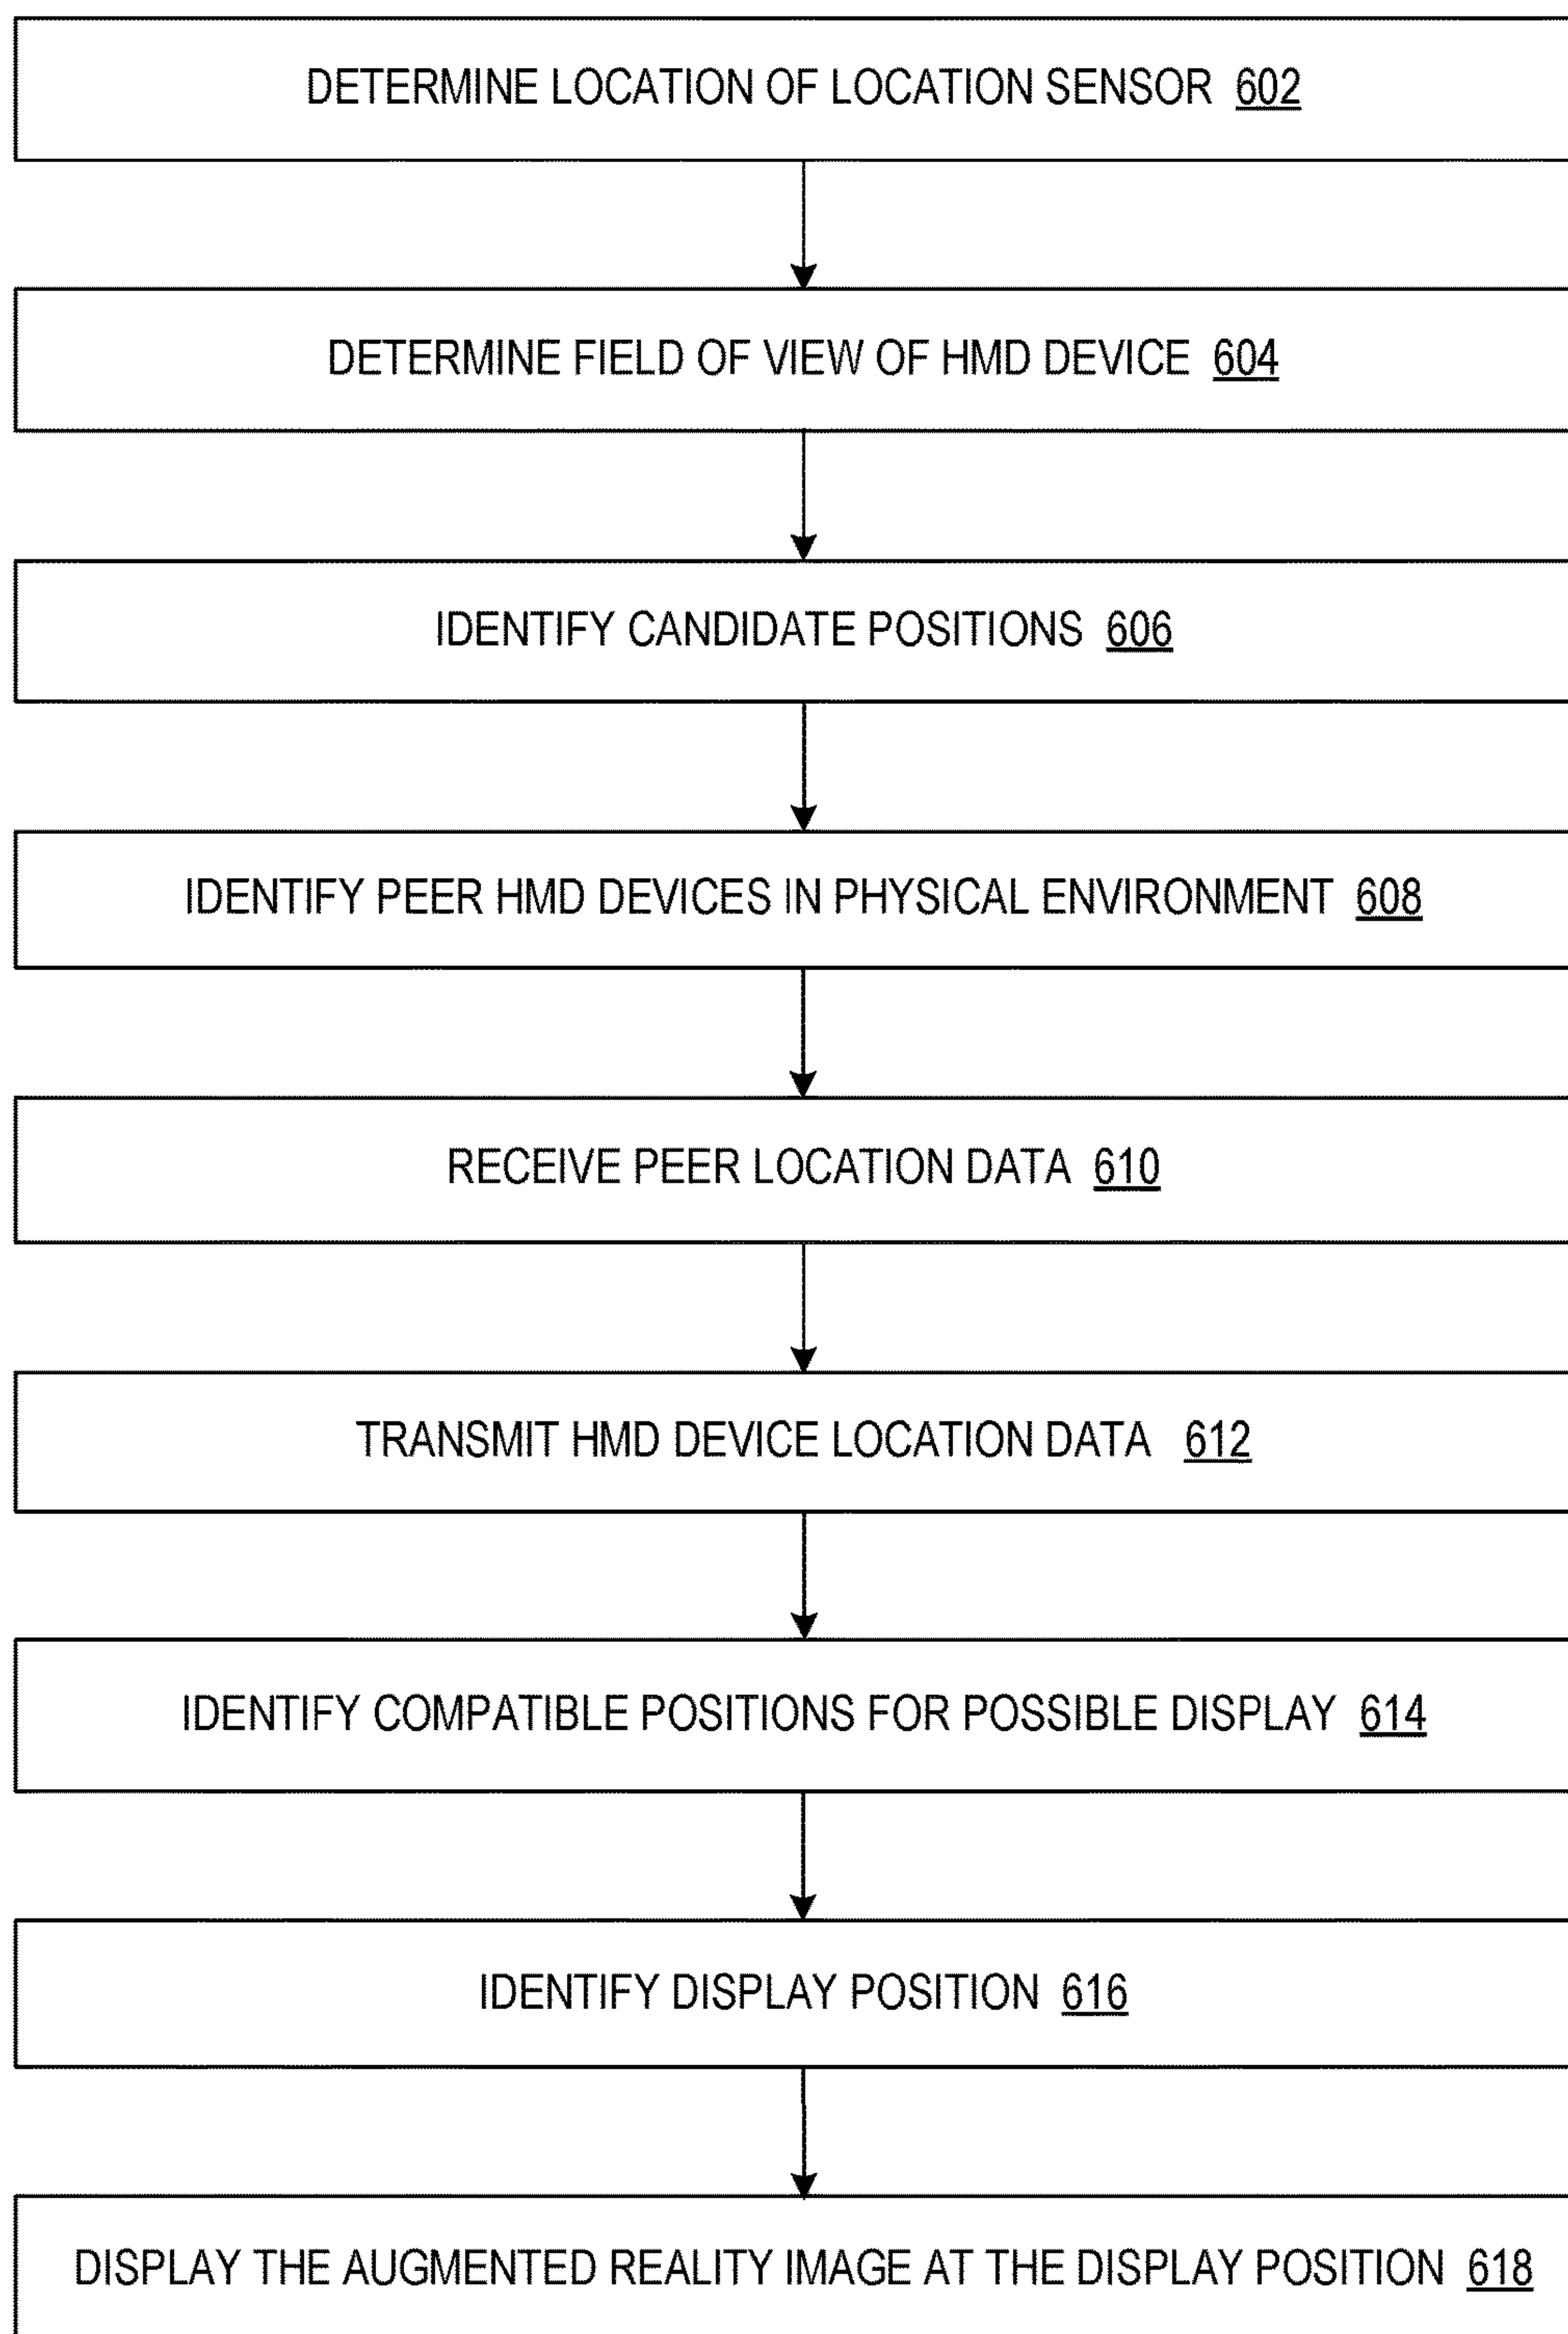 DETERMINE LOCATION OF LOCATION SENSOR 602
DETERMINE FIELD OF VIEW OF HMD DEVICE 604
IDENTIFY CANDIDATE POSITIONS 606
IDENTIFY PEER HMD DEVICES IN PHYSICAL ENVIRONMENT 608
RECEIVE PEER LOCATION DATA 610
TRANSMIT HMD DEVICE LOCATION DATA 612
IDENTIFY COMPATIBLE POSITIONS FOR POSSIBLE DISPLAY 614
IDENTIFY DISPLAY POSITION 616
DISPLAY THE AUGMENTED REALITY IMAGE AT THE DISPLAY POSITION 618